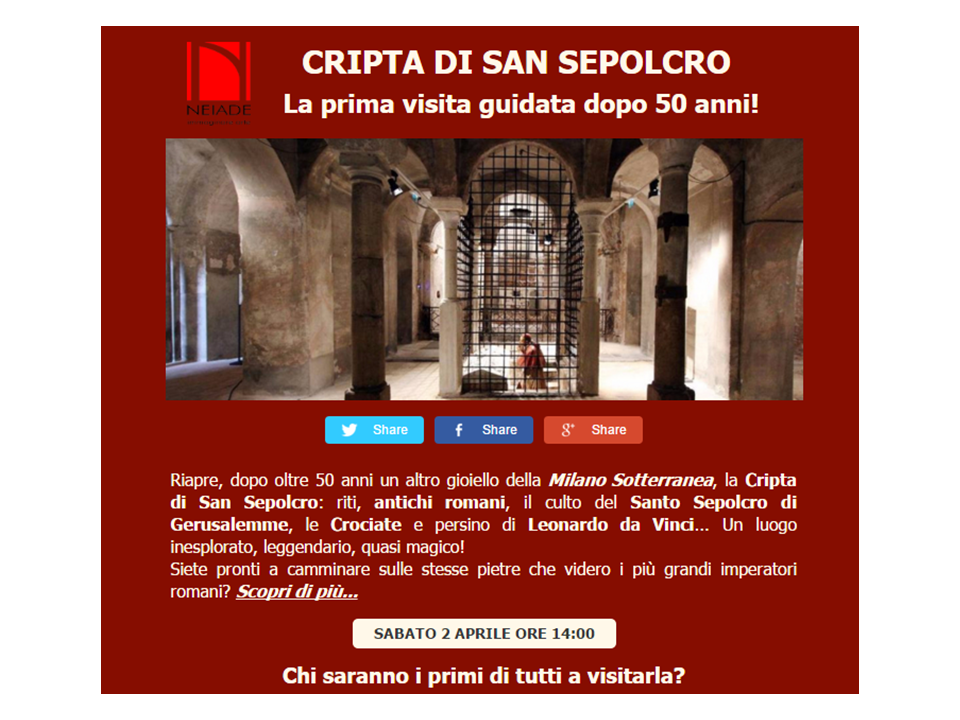 NEIADE
CRIPTA DI SAN SEPOLCRO
La prima visita guidata dopo 50 anni!
Share
Share
Share
Riapre, dopo oltre 50 anni un altro gioiello della Milano Sotterranea, la Cripta
di San Sepolcro: riti, antichi romani, il culto del Santo Sepolcro di
Gerusalemme, le Crociate e persino di Leonardo da Vinci... Un luogo
inesplorato, leggendario, quasi magico!
Siete pronti a camminare sulle stesse pietre che videro i più grandi imperatori
romani? Scopri di più...
SABATO 2 APRILE ORE 14:00
Chi saranno i primi di tutti a visitarla?